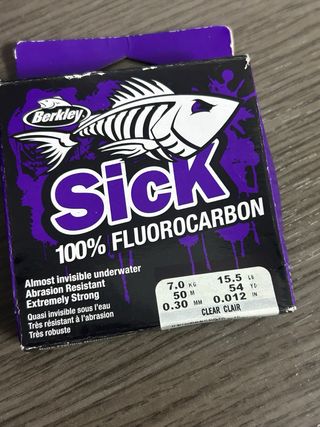 Berkley
Sick
100% FLUOROCARBON
Almost invisible underwater
Abrasion Resistant
Extremely Strong
Quasi invisible sous l'eau
Très résistant à l'abrasion
Très robuste
7.0 KG 15.5 LB
50 M 54 YD
0.30 MM 0.012 IN
CLEAR CLAIR